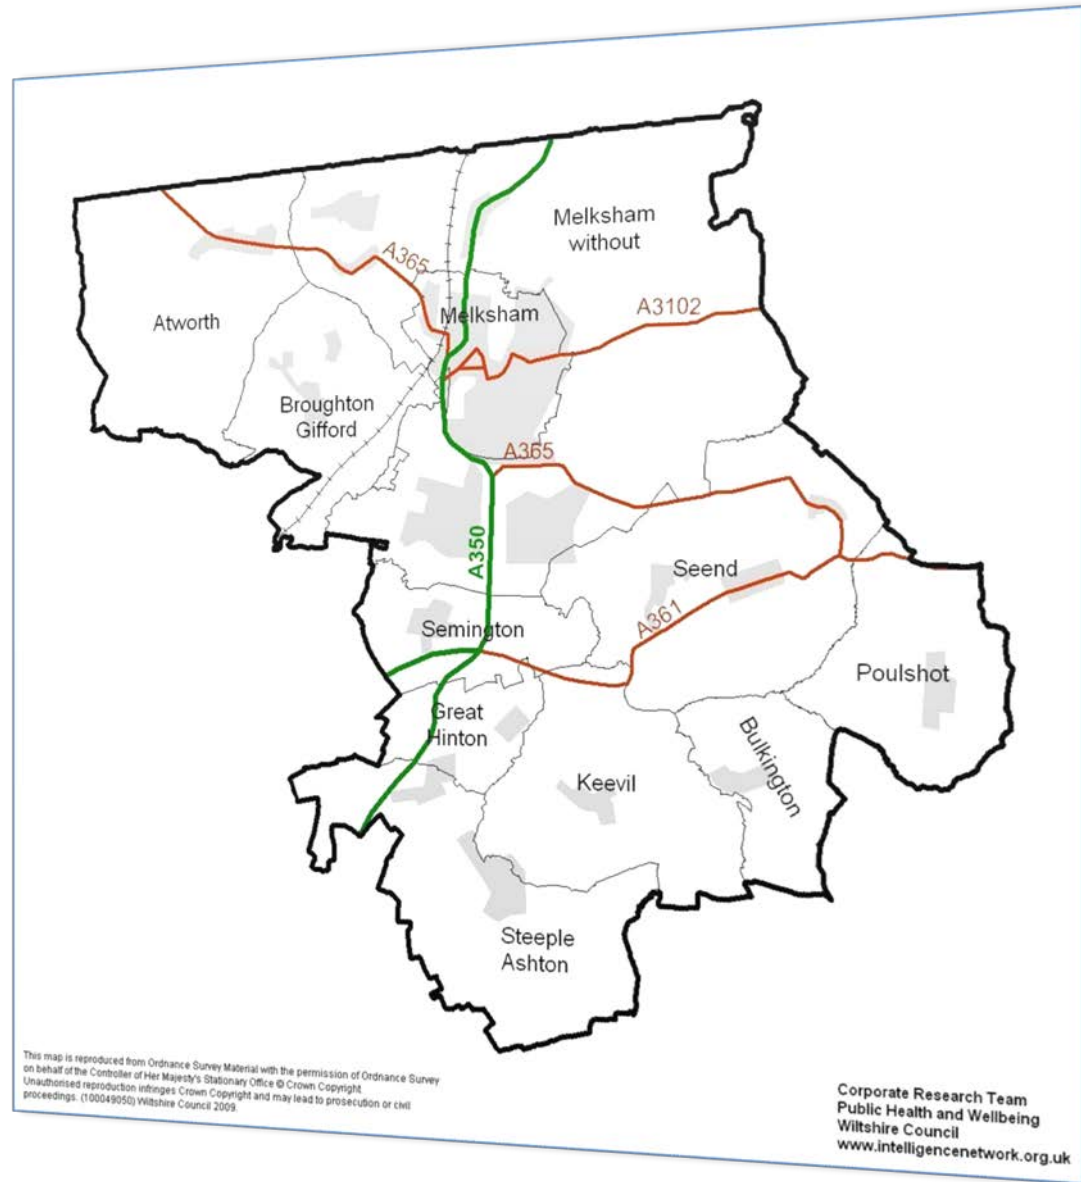 Melksham
without
A365
A3102
Melksham
Atworth
Broughton
Gifford
A365
A350
Seend
A361
Semington
Poulshot
Great
Hinton
Bulkington
Keevil
Steeple
Ashton
This map is reproduced from Ordnance Survey Material with the permission of Ordnance Survey
on behalf of the Controller of Her Majesty's Stationary Office © Crown Copyright
Unauthorised reproduction infringes Crown Copyright and may lead to prosecution or civil
proceedings. (100049050) Wiltshire Council 2009.
Corporate Research Team
Public Health and Wellbeing
Wiltshire Council
www.intelligencenetwork.org.uk